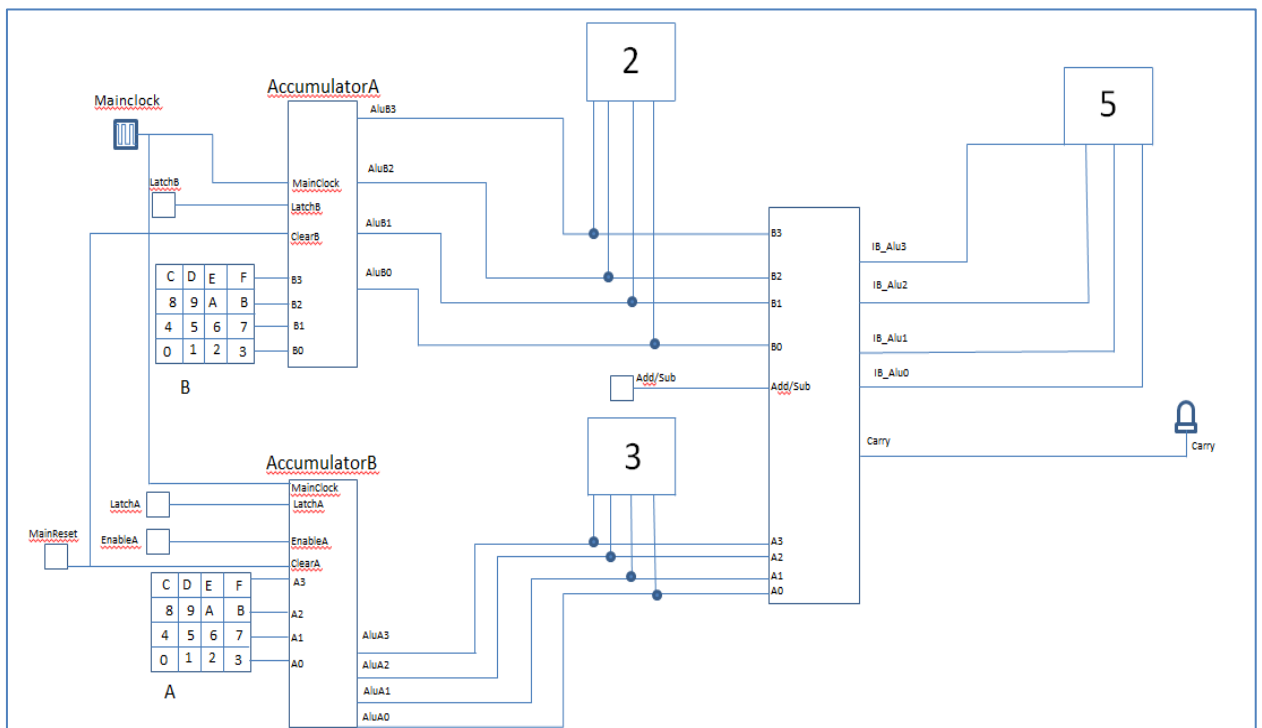 2
5
AccumulatorA
Mainclock
AluB3
AluB2
MainClock
LatchB
LatchB
AluB1
ClearB
B3
IB_Alu3
AluB0
C D E F
B3
B2
IB_Alu2
8 9 A B
B2
B1
4 5 6 7
B1
IB_Alu1
0 1 2 3
B0
B0
IB_Alu0
B
Add/Sub
Add/Sub
Carry
Carry
3
AccumulatorB
MainClock
LatchA
LatchA
MainReset
EnableA
EnableA
A3
A2
ClearA
A1
C D E F
A3
A0
8 9 A B
A2
4 5 6 7
A1
AluA3
0 1 2 3
A0
AluA2
A
AluA1
AluA0